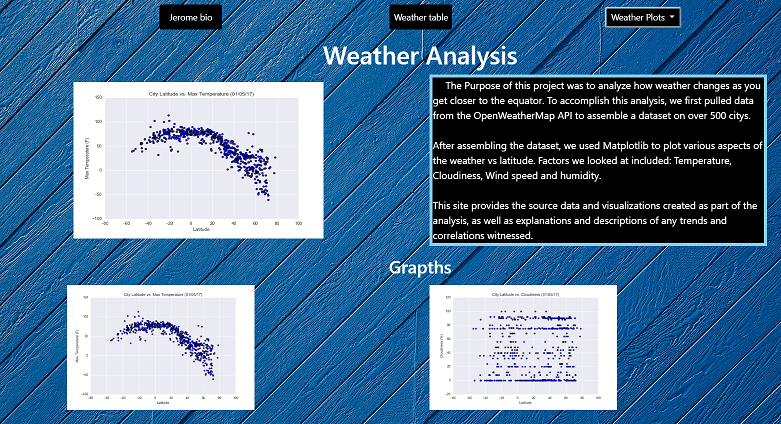 Jerome bio
Weather table
Weather Plots
Weather Analysis
City Latitude vs. Max Temperature (01/05/17)
150
100
50
0
−50
−100
−80
−60
−40
−20
0
20
40
60
80
100
Max Temperature (F)
Latitude
The Purpose of this project was to analyze how weather changes as you
get closer to the equator. To accomplish this analysis, we first pulled data
from the OpenWeatherMap API to assemble a dataset on over 500 citys.
After assembling the dataset, we used Matplotlib to plot various aspects of
the weather vs latitude. Factors we looked at included: Temperature,
Cloudiness, Wind speed and humidity.
This site provides the source data and visualizations created as part of the
analysis, as well as explanations and descriptions of any trends and
correlations witnessed.
Grapths
City Latitude vs. Max Temperature (01/05/17)
Max Temperature (F)
Latitude
City Latitude vs. Cloudiness (01/05/17)
Cloudiness (%)
Latitude